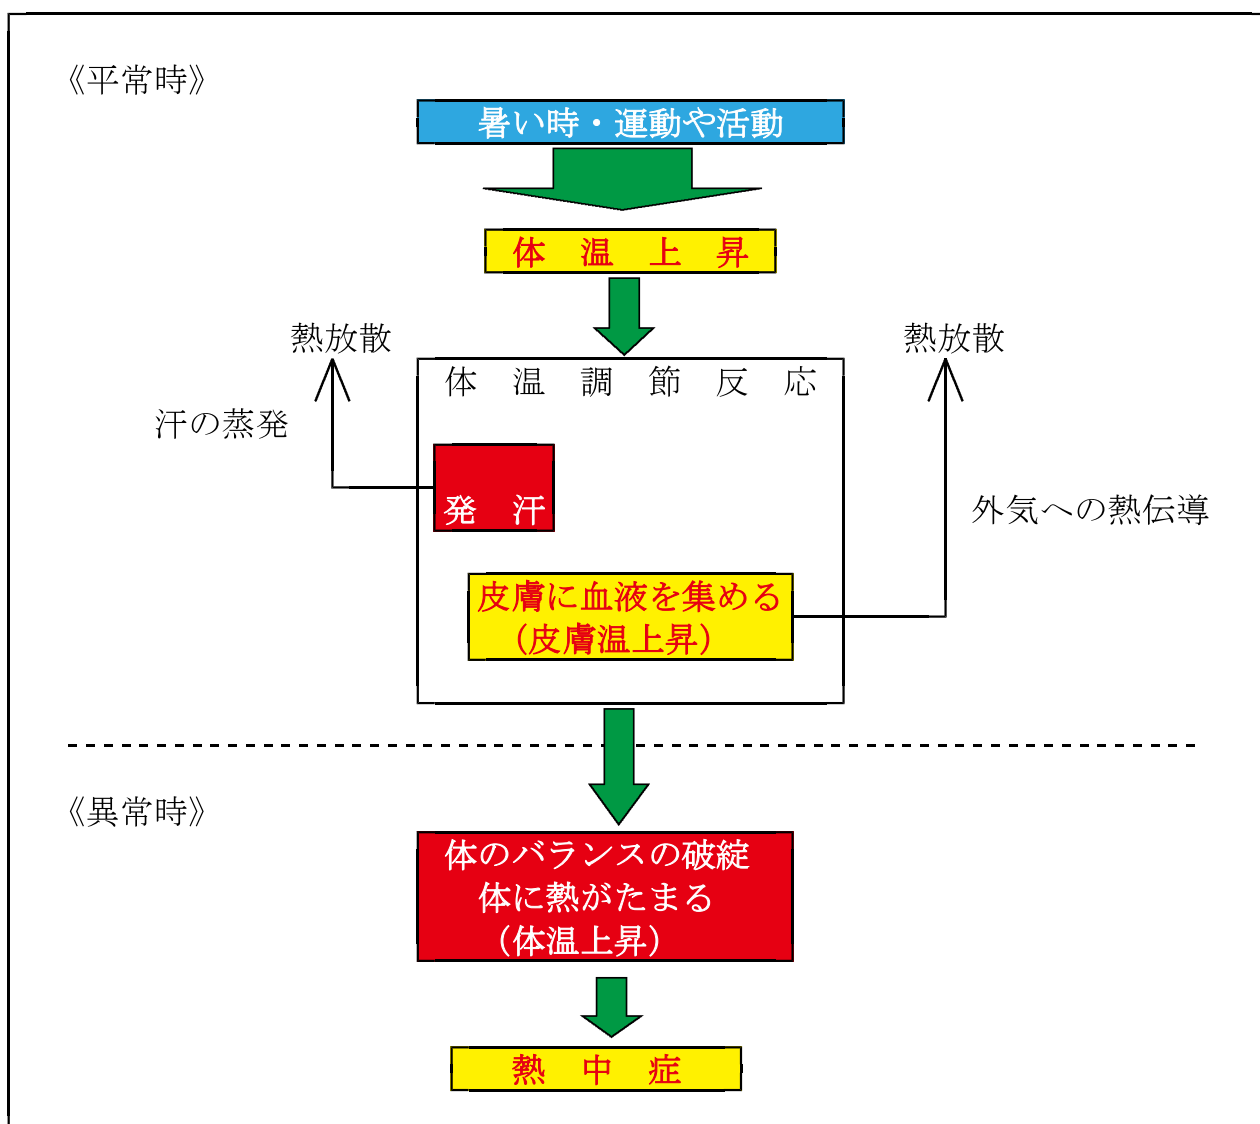 《平常時》
暑い時・運動や活動
体　温　上　昇
熱放散
熱放散
体　温　調　節　反　応
汗の蒸発
発　汗
外気への熱伝導
皮膚に血液を集める
（皮膚温上昇）
《異常時》
体のバランスの破綻
体に熱がたまる
（体温上昇）
熱　中　症